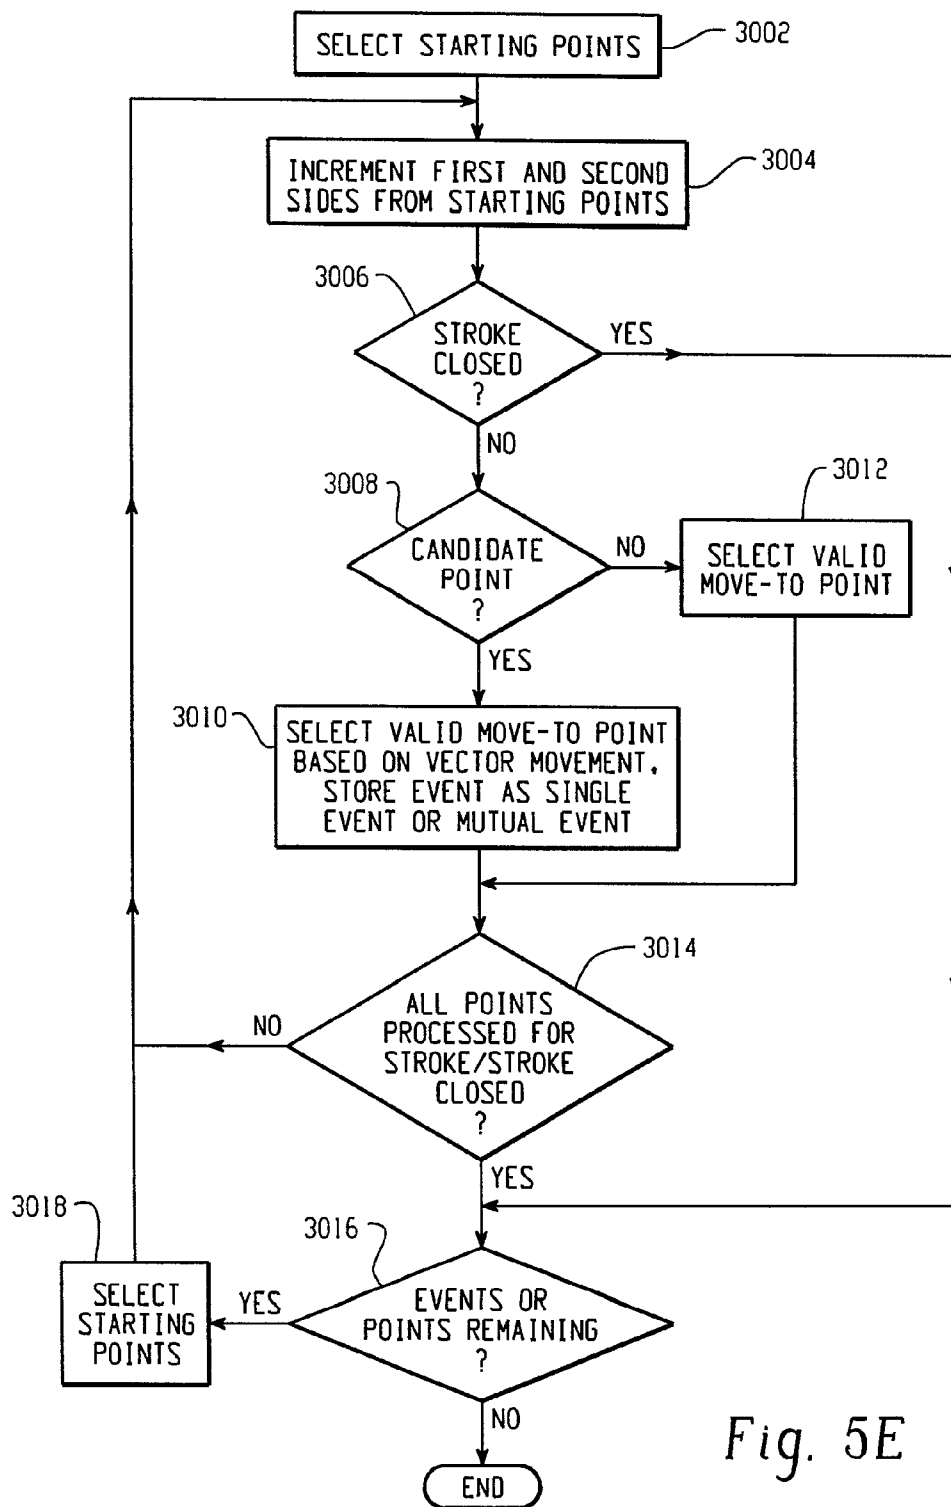 SELECT STARTING POINTS
3002
INCREMENT FIRST AND SECOND
SIDES FROM STARTING POINTS
3004
3006
STROKE
CLOSED
?
YES
NO
3008
CANDIDATE
POINT
?
NO
3012
SELECT VALID
MOVE-TO POINT
YES
3010
SELECT VALID MOVE-TO POINT
BASED ON VECTOR MOVEMENT.
STORE EVENT AS SINGLE
EVENT OR MUTUAL EVENT
3014
ALL POINTS
PROCESSED FOR
STROKE/STROKE
CLOSED
?
NO
YES
3018
SELECT
STARTING
POINTS
YES
3016
EVENTS OR
POINTS REMAINING
?
NO
END
Fig. 5E